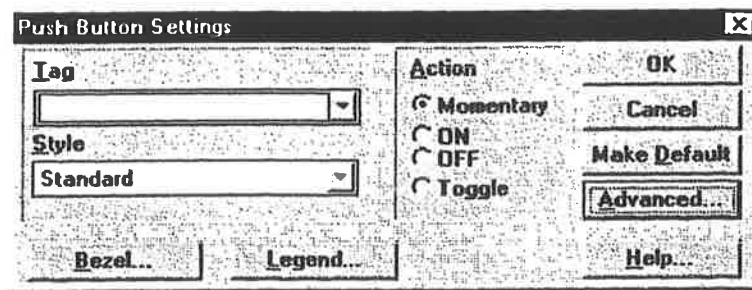 Push Button Settings
Tag
Style
Standard
Action
Momentary
ON
OFF
Toggle
OK
Cancel
Make Default
Advanced...
Bezel...
Legend...
Help...